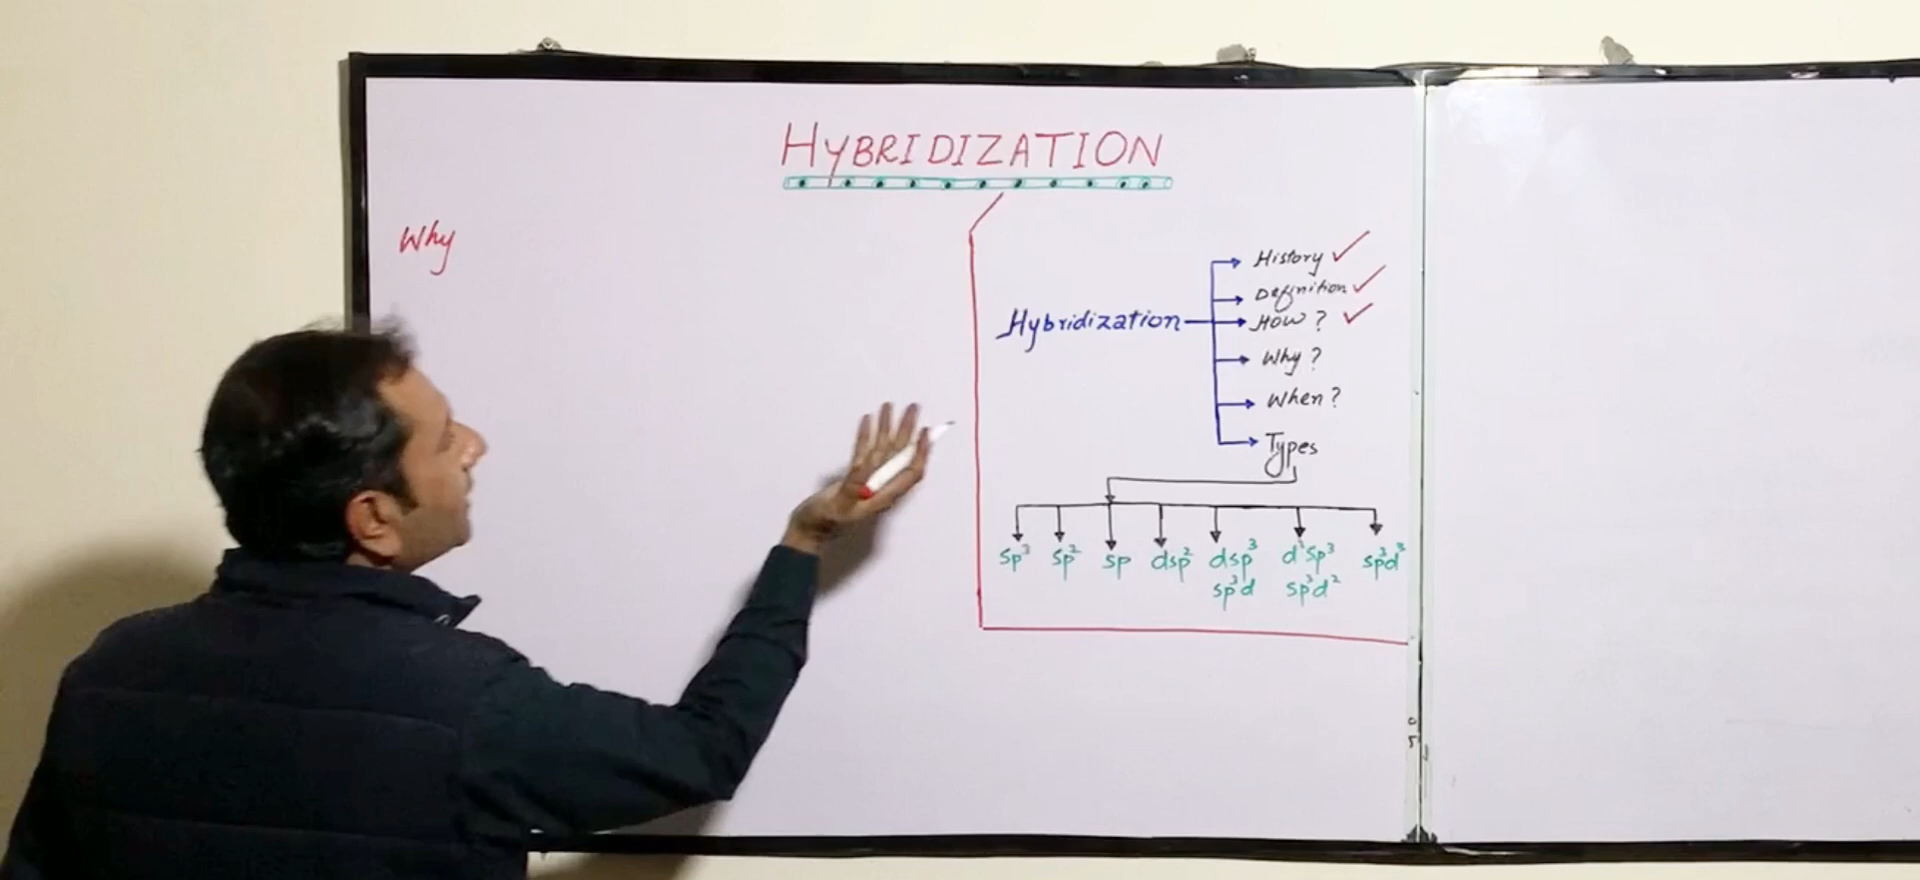 HYBRIDIZATION
Why
Hybridization
History ✓
Definition ✓
How? ✓
Why?
When?
Types
sp³ sp² sp dsp² dsp³ d²sp³ sp³d³
sp³d sp³d²